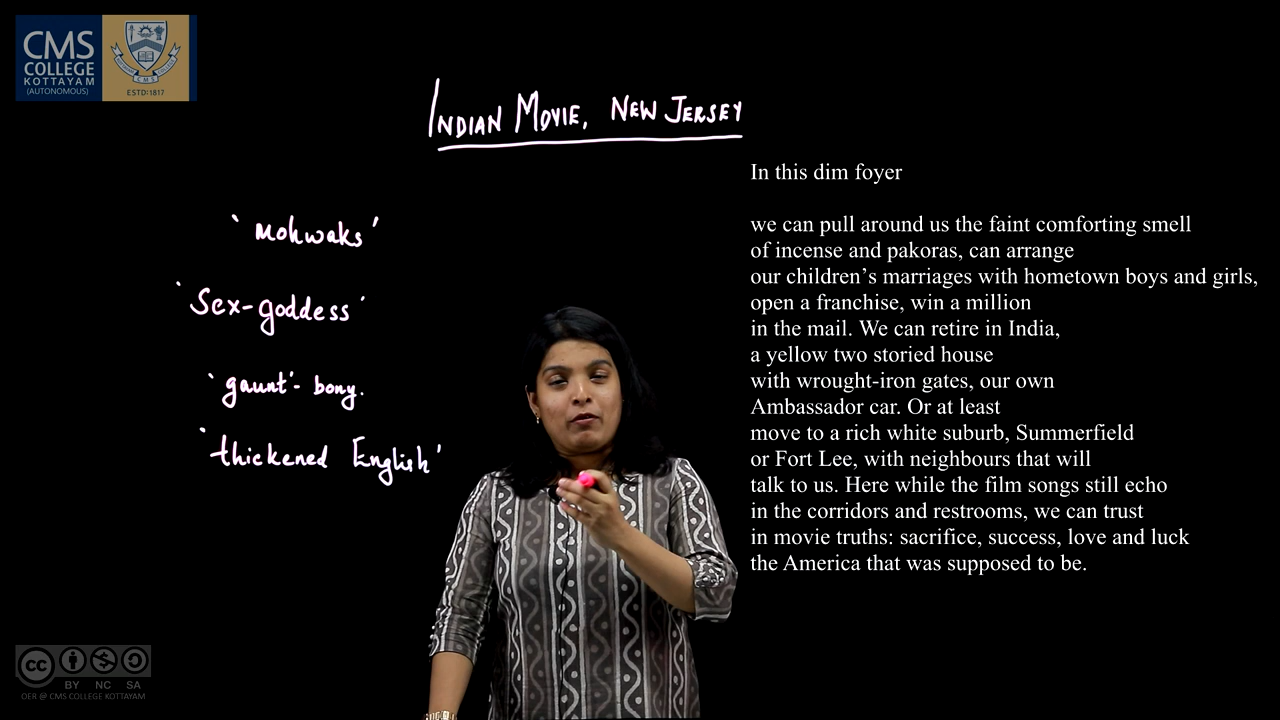 CMS
COLLEGE
KOTTAYAM
(AUTONOMOUS)
CMS
ESTD:1817
INDIAN MOVIE, NEW JERSEY
'Mohwaks'
'Sex-goddess'
'gaunt'- bony.
'thickened English'
In this dim foyer
we can pull around us the faint comforting smell
of incense and pakoras, can arrange
our children's marriages with hometown boys and girls,
open a franchise, win a million
in the mail. We can retire in India,
a yellow two storied house
with wrought-iron gates, our own
Ambassador car. Or at least
move to a rich white suburb, Summerfield
or Fort Lee, with neighbours that will
talk to us. Here while the film songs still echo
in the corridors and restrooms, we can trust
in movie truths: sacrifice, success, love and luck
the America that was supposed to be.
cc
BY NC SA
OER @ CMS COLLEGE KOTTAYAM